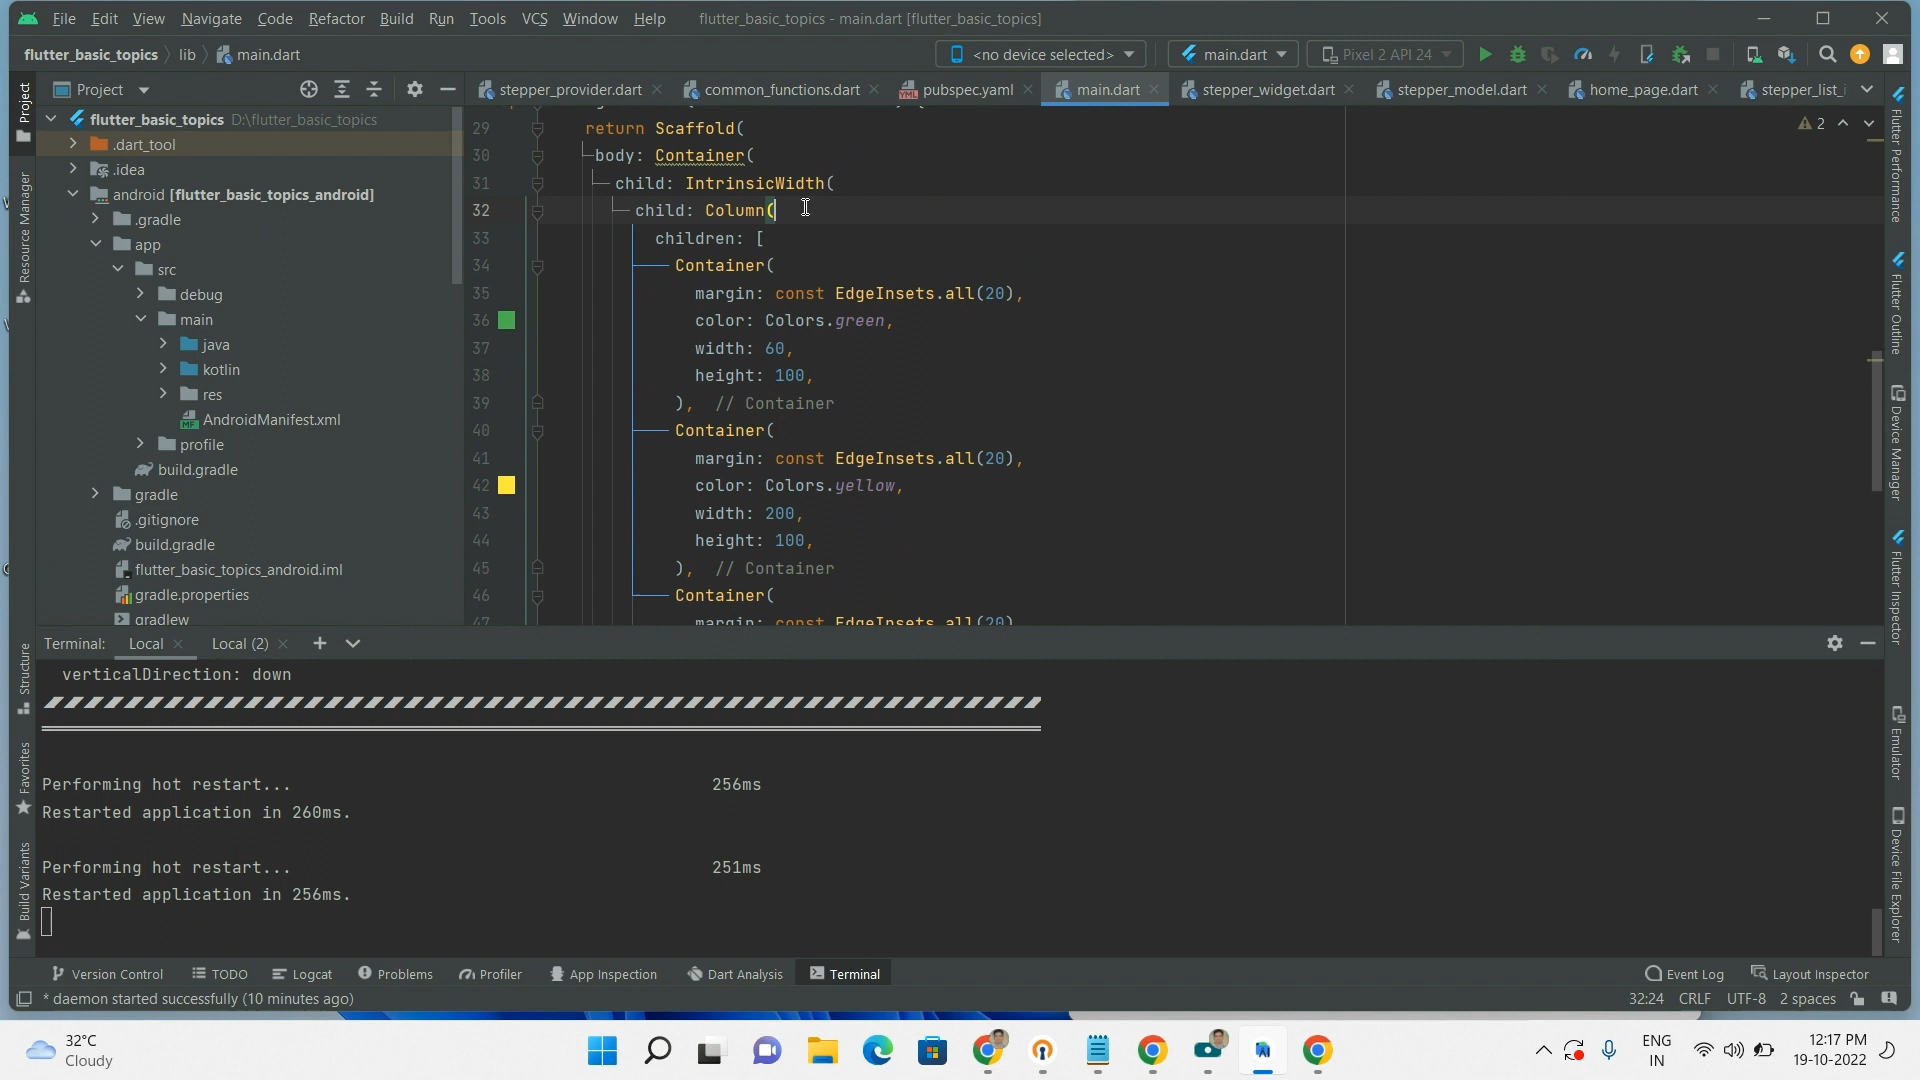 File Edit View Navigate Code Refactor Build Run Tools VCS Window Help flutter_basic_topics - main.dart [flutter_basic_topics]
flutter_basic_topics lib main.dart <no device selected> main.dart Pixel 2 API 24
Project stepper_provider.dart common_functions.dart pubspec.yaml main.dart stepper_widget.dart stepper_model.dart home_page.dart stepper_list_
flutter_basic_topics D:\flutter_basic_topics
.dart_tool
.idea
android [flutter_basic_topics_android]
.gradle
app
src
debug
main
java
kotlin
res
AndroidManifest.xml
profile
build.gradle
gradle
.gitignore
build.gradle
flutter_basic_topics_android.iml
gradle.properties
gradlew
29 return Scaffold(
30 body: Container(
31 child: IntrinsicWidth(
32 child: Column(
33 children: [
34 Container(
35 margin: const EdgeInsets.all(20),
36 color: Colors.green,
37 width: 60,
38 height: 100,
39 ), // Container
40 Container(
41 margin: const EdgeInsets.all(20),
42 color: Colors.yellow,
43 width: 200,
44 height: 100,
45 ), // Container
46 Container(
47 margin: const EdgeInsets.all(20)
2
Project
Resource Manager
Structure
Favorites
Build Variants
Flutter Performance
Flutter Outline
Device Manager
Flutter Inspector
Emulator
Device File Explorer
Terminal: Local Local (2)
verticalDirection: down
Performing hot restart... 256ms
Restarted application in 260ms.
Performing hot restart... 251ms
Restarted application in 256ms.
Version Control TODO Logcat Problems Profiler App Inspection Dart Analysis Terminal Event Log Layout Inspector
* daemon started successfully (10 minutes ago) 32:24 CRLF UTF-8 2 spaces
32°C
Cloudy
ENG
IN
12:17 PM
19-10-2022